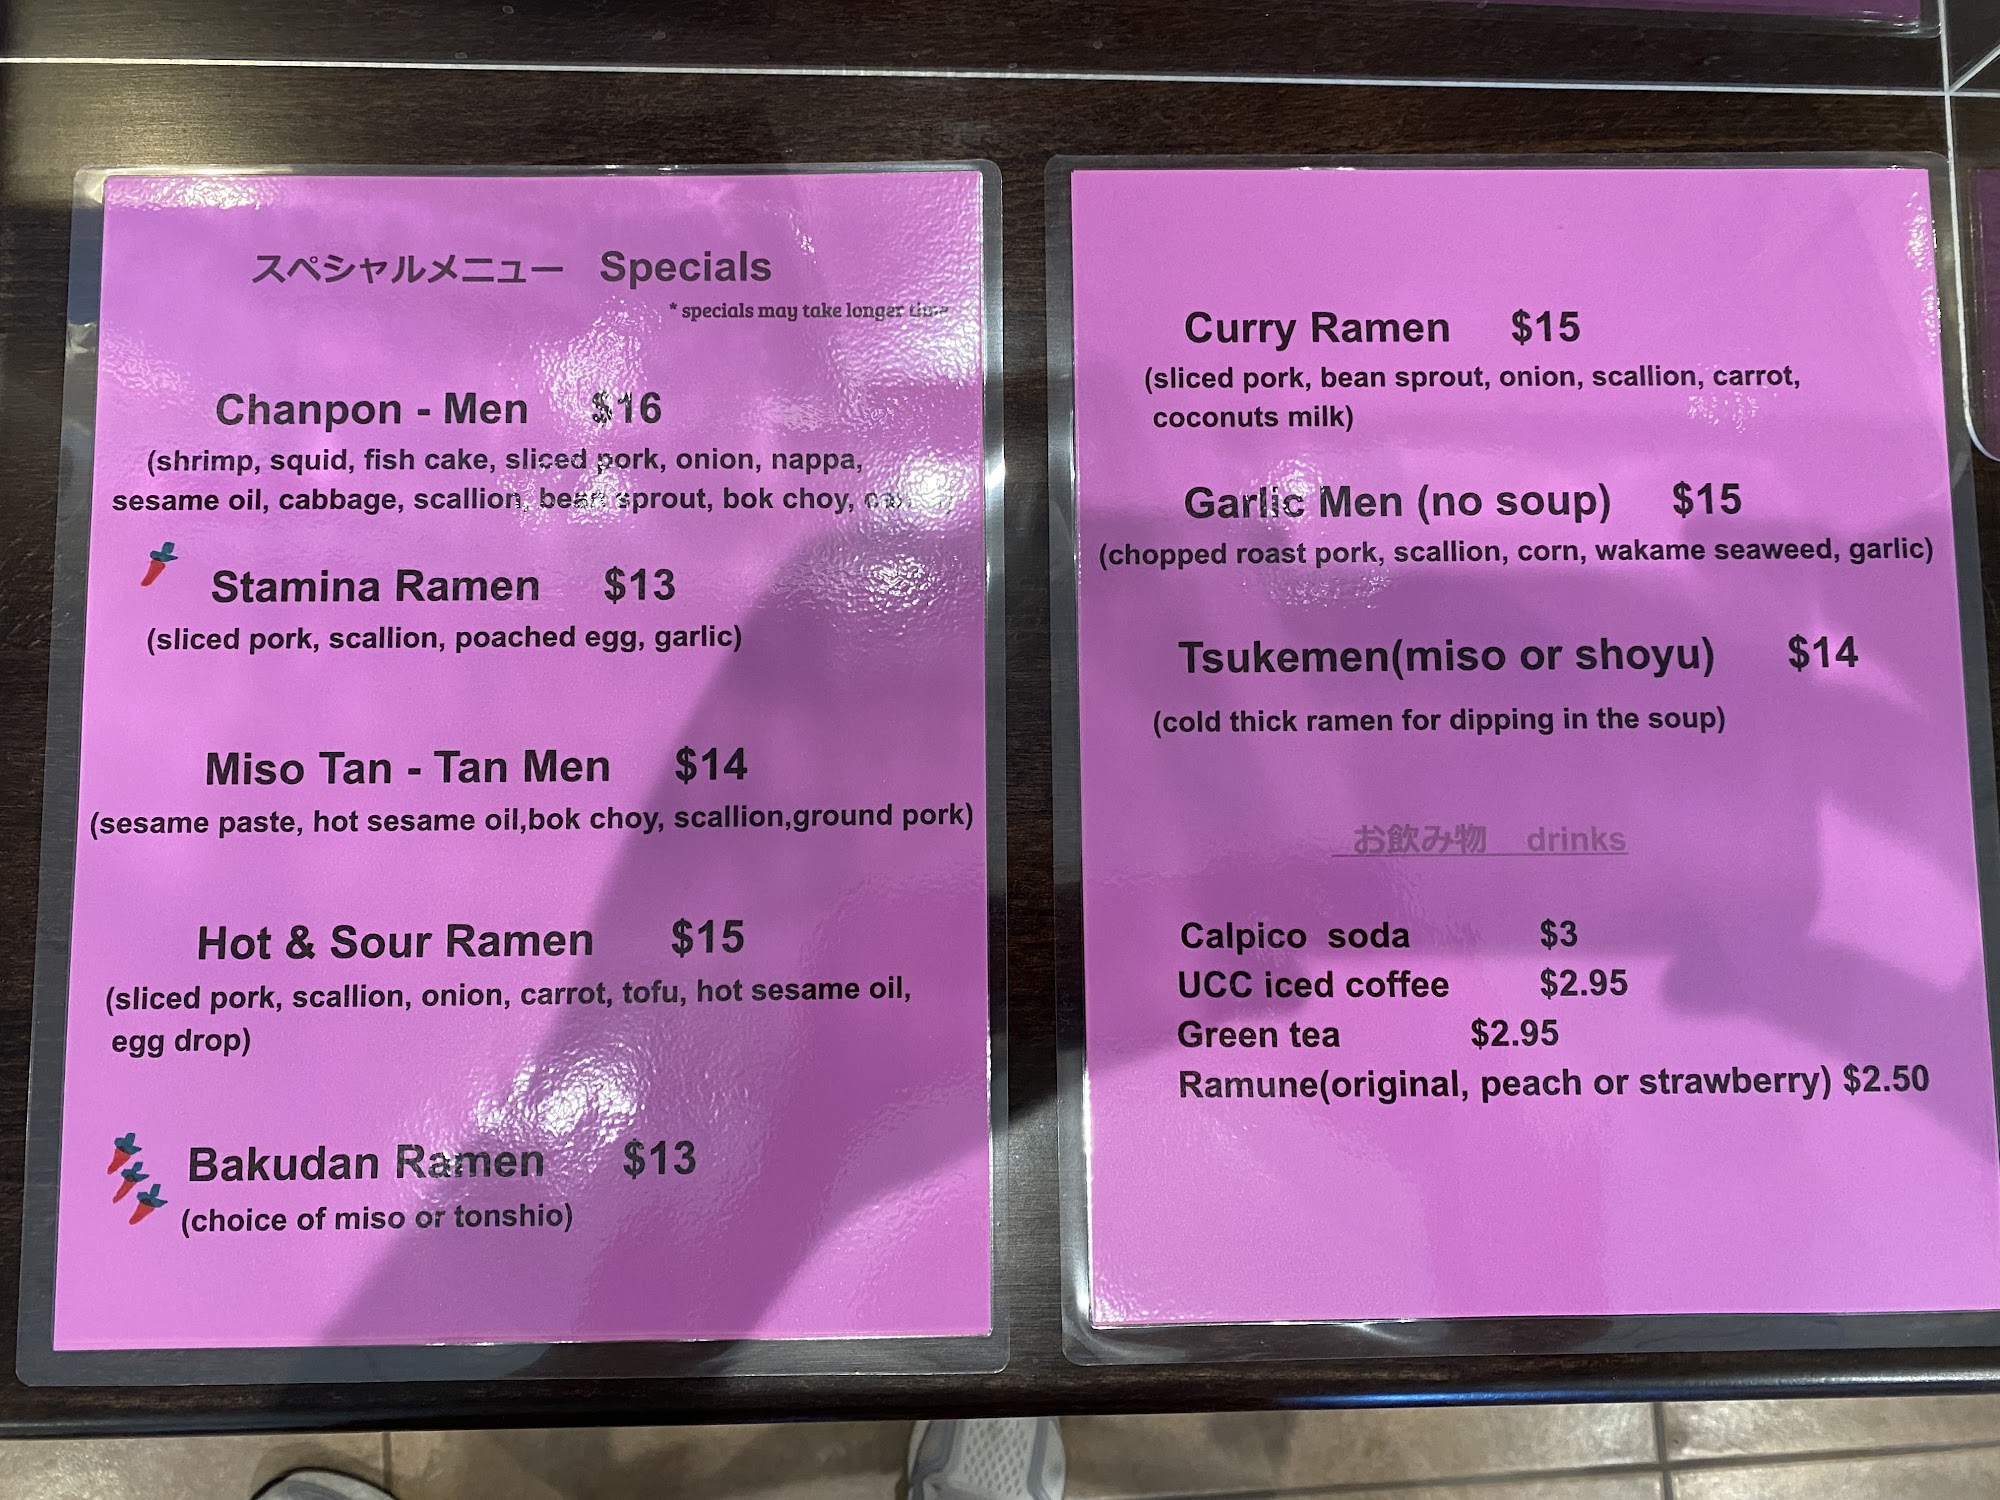 スペシャルメニュー Specials
* specials may take longer time
Chanpon - Men $16
(shrimp, squid, fish cake, sliced pork, onion, nappa,
sesame oil, cabbage, scallion, bean sprout, bok choy,
Stamina Ramen $13
(sliced pork, scallion, poached egg, garlic)
Miso Tan - Tan Men $14
(sesame paste, hot sesame oil,bok choy, scallion,ground pork)
Hot & Sour Ramen $15
(sliced pork, scallion, onion, carrot, tofu, hot sesame oil,
egg drop)
Bakudan Ramen $13
(choice of miso or tonshio)
Curry Ramen $15
(sliced pork, bean sprout, onion, scallion, carrot,
coconuts milk)
Garlic Men (no soup) $15
(chopped roast pork, scallion, corn, wakame seaweed, garlic)
Tsukemen(miso or shoyu) $14
(cold thick ramen for dipping in the soup)
お飲み物 drinks
Calpico soda $3
UCC iced coffee $2.95
Green tea $2.95
Ramune(original, peach or strawberry) $2.50